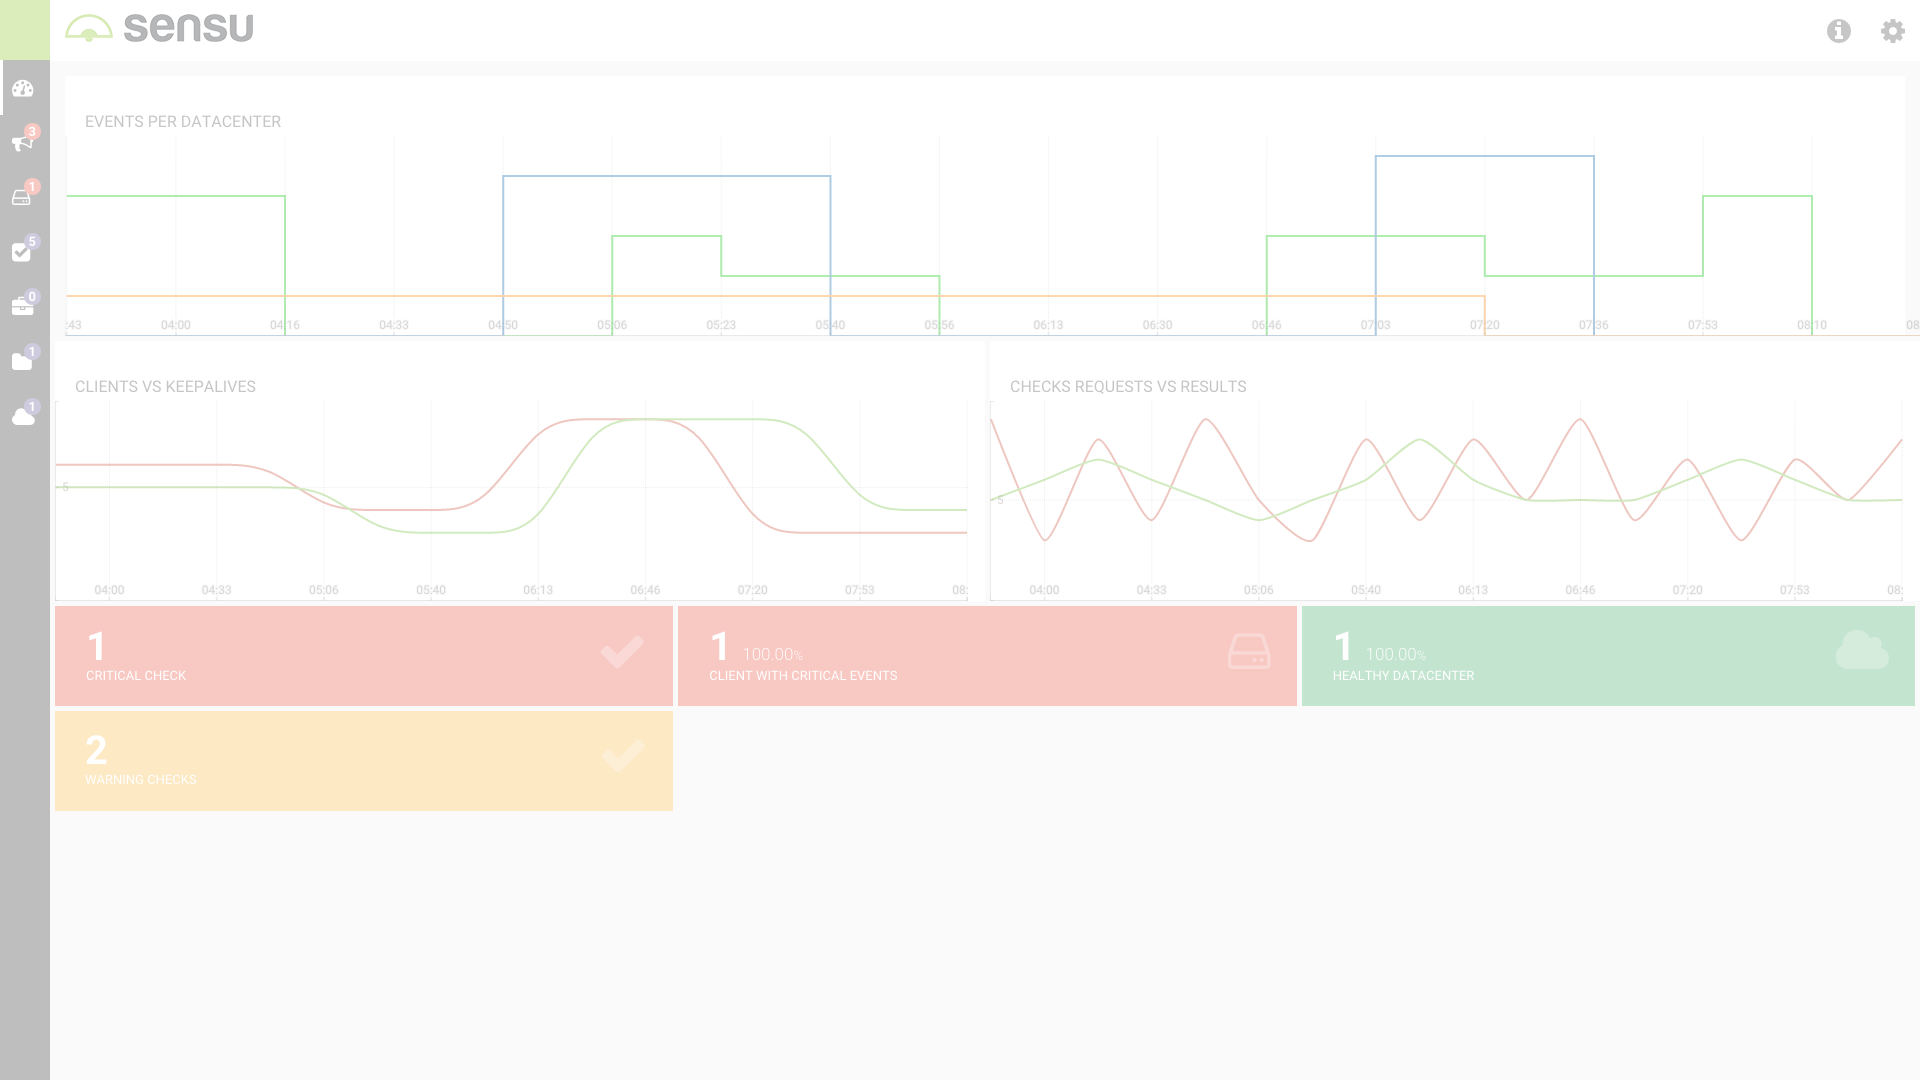 sensu
3
1
5
0
1
1
EVENTS PER DATACENTER
:43 04:00 04:16 04:33 04:50 05:06 05:23 05:40 05:56 06:13 06:30 06:46 07:03 07:20 07:36 07:53 08:10 08
CLIENTS VS KEEPALIVES
5
04:00 04:33 05:06 05:40 06:13 06:46 07:20 07:53 08:
CHECKS REQUESTS VS RESULTS
5
04:00 04:33 05:06 05:40 06:13 06:46 07:20 07:53 08:
1
CRITICAL CHECK
1 100.00%
CLIENT WITH CRITICAL EVENTS
1 100.00%
HEALTHY DATACENTER
2
WARNING CHECKS